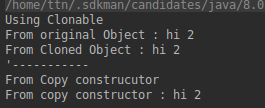 /home/ttn/.sdkman/candidates/java/8.0
Using Clonable
From original Object : hi 2
From Cloned Object : hi 2
'-----------
From Copy construcutor
From copy constructor : hi 2